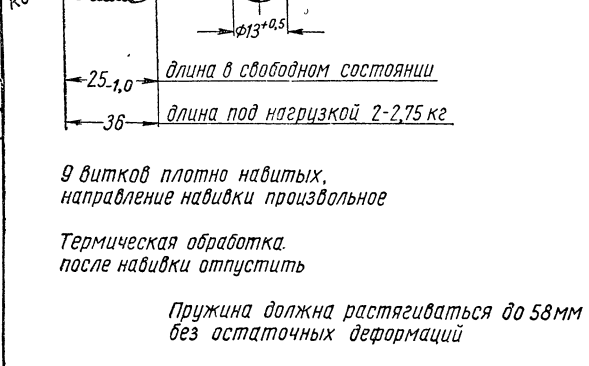 ⌀13+0,5
25-1,0 длина в свободном состоянии
36 длина под нагрузкой 2-2,75 кг
9 витков плотно навитых,
направление навивки произвольное
Термическая обработка.
после навивки отпустить
Пружина должна растягиваться до 58мм
без остаточных деформаций